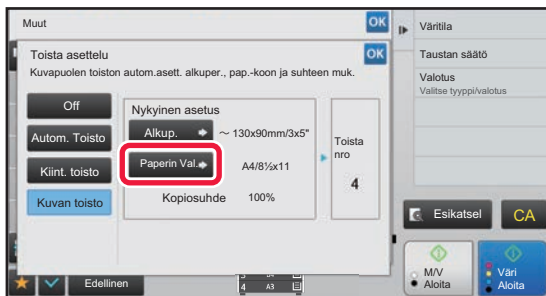 Muut
OK
Toista asettelu
OK
Kuvapuolen toiston autom.asett. alkuper., pap.-koon ja suhteen muk.
Off
Autom. Toisto
Kiint. toisto
Kuvan toisto
Nykyinen asetus
Alkup.
~ 130x90mm/3x5"
Paperin Val.
A4/8½x11
Kopiosuhde
100%
Toista
nro
4
Edellinen
4 A3
Väritila
Taustan säätö
Valotus
Valitse tyyppi/valotus
Esikatsel
CA
M/V
Aloita
Väri
Aloita